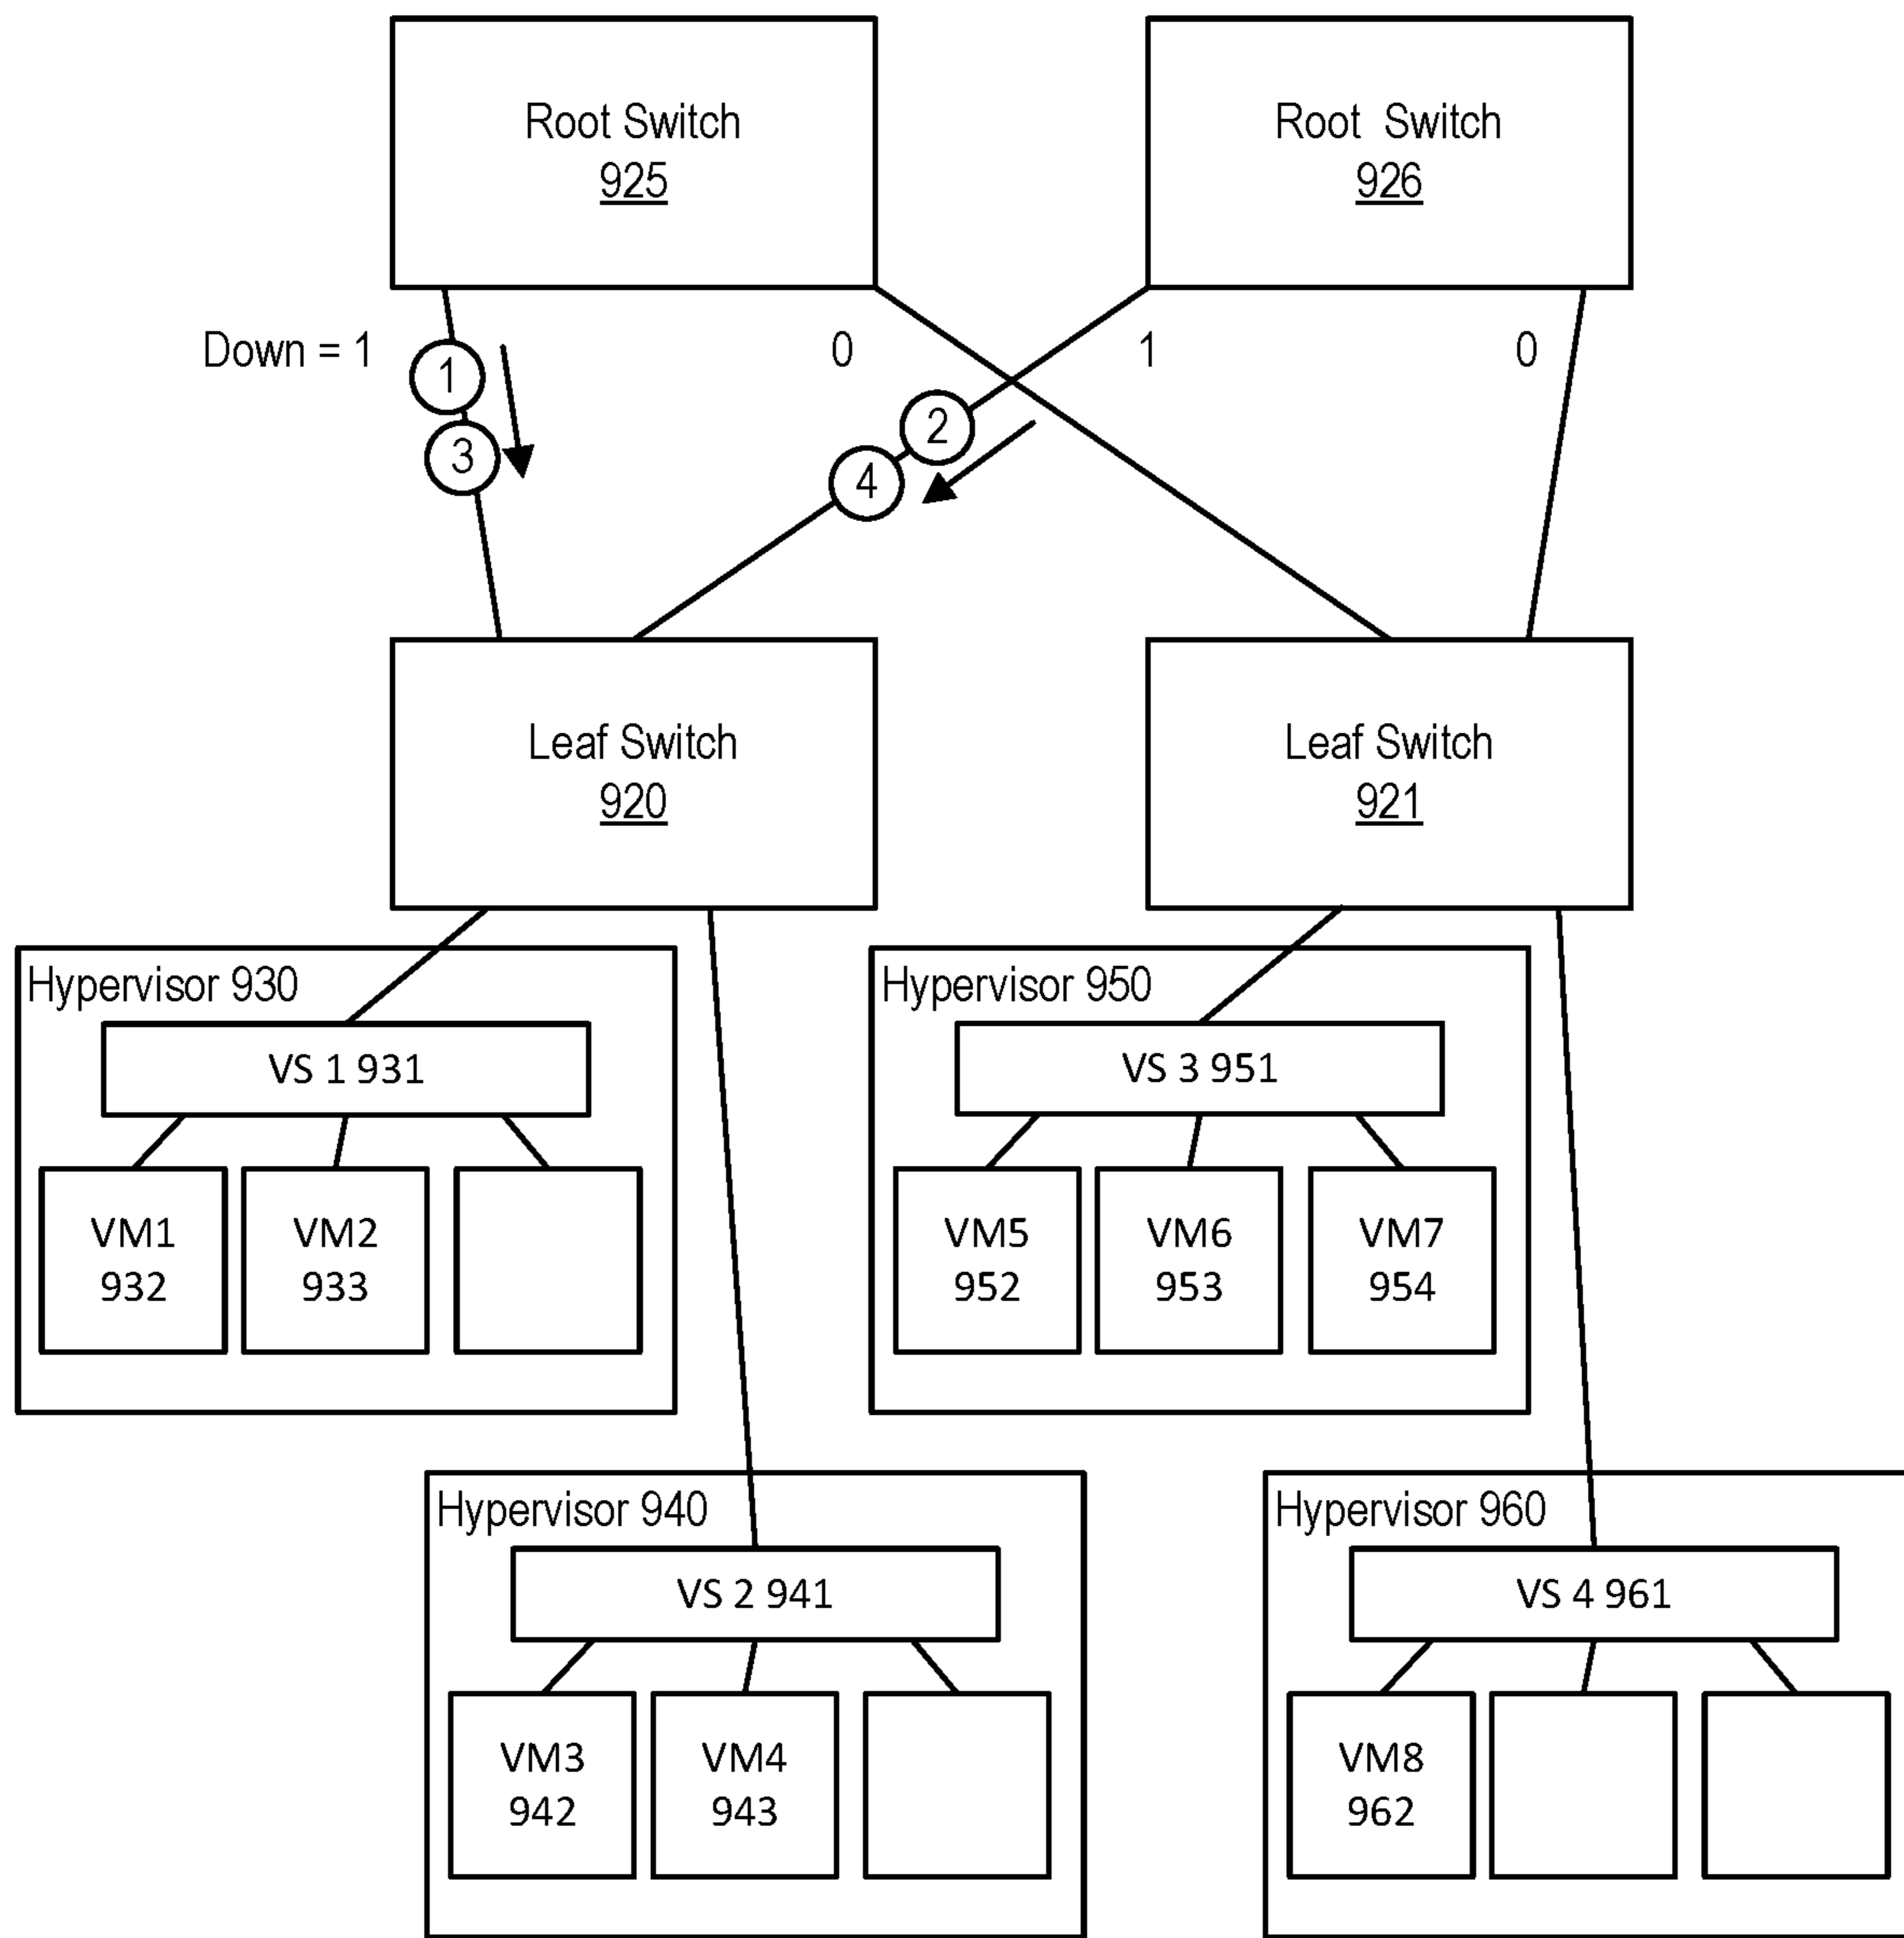 Root Switch
925
Root Switch
926
Down = 1
0
1
0
1
3
2
4
Leaf Switch
920
Leaf Switch
921
Hypervisor 930
VS 1 931
VM1
932
VM2
933
Hypervisor 950
VS 3 951
VM5
952
VM6
953
VM7
954
Hypervisor 940
VS 2 941
VM3
942
VM4
943
Hypervisor 960
VS 4 961
VM8
962